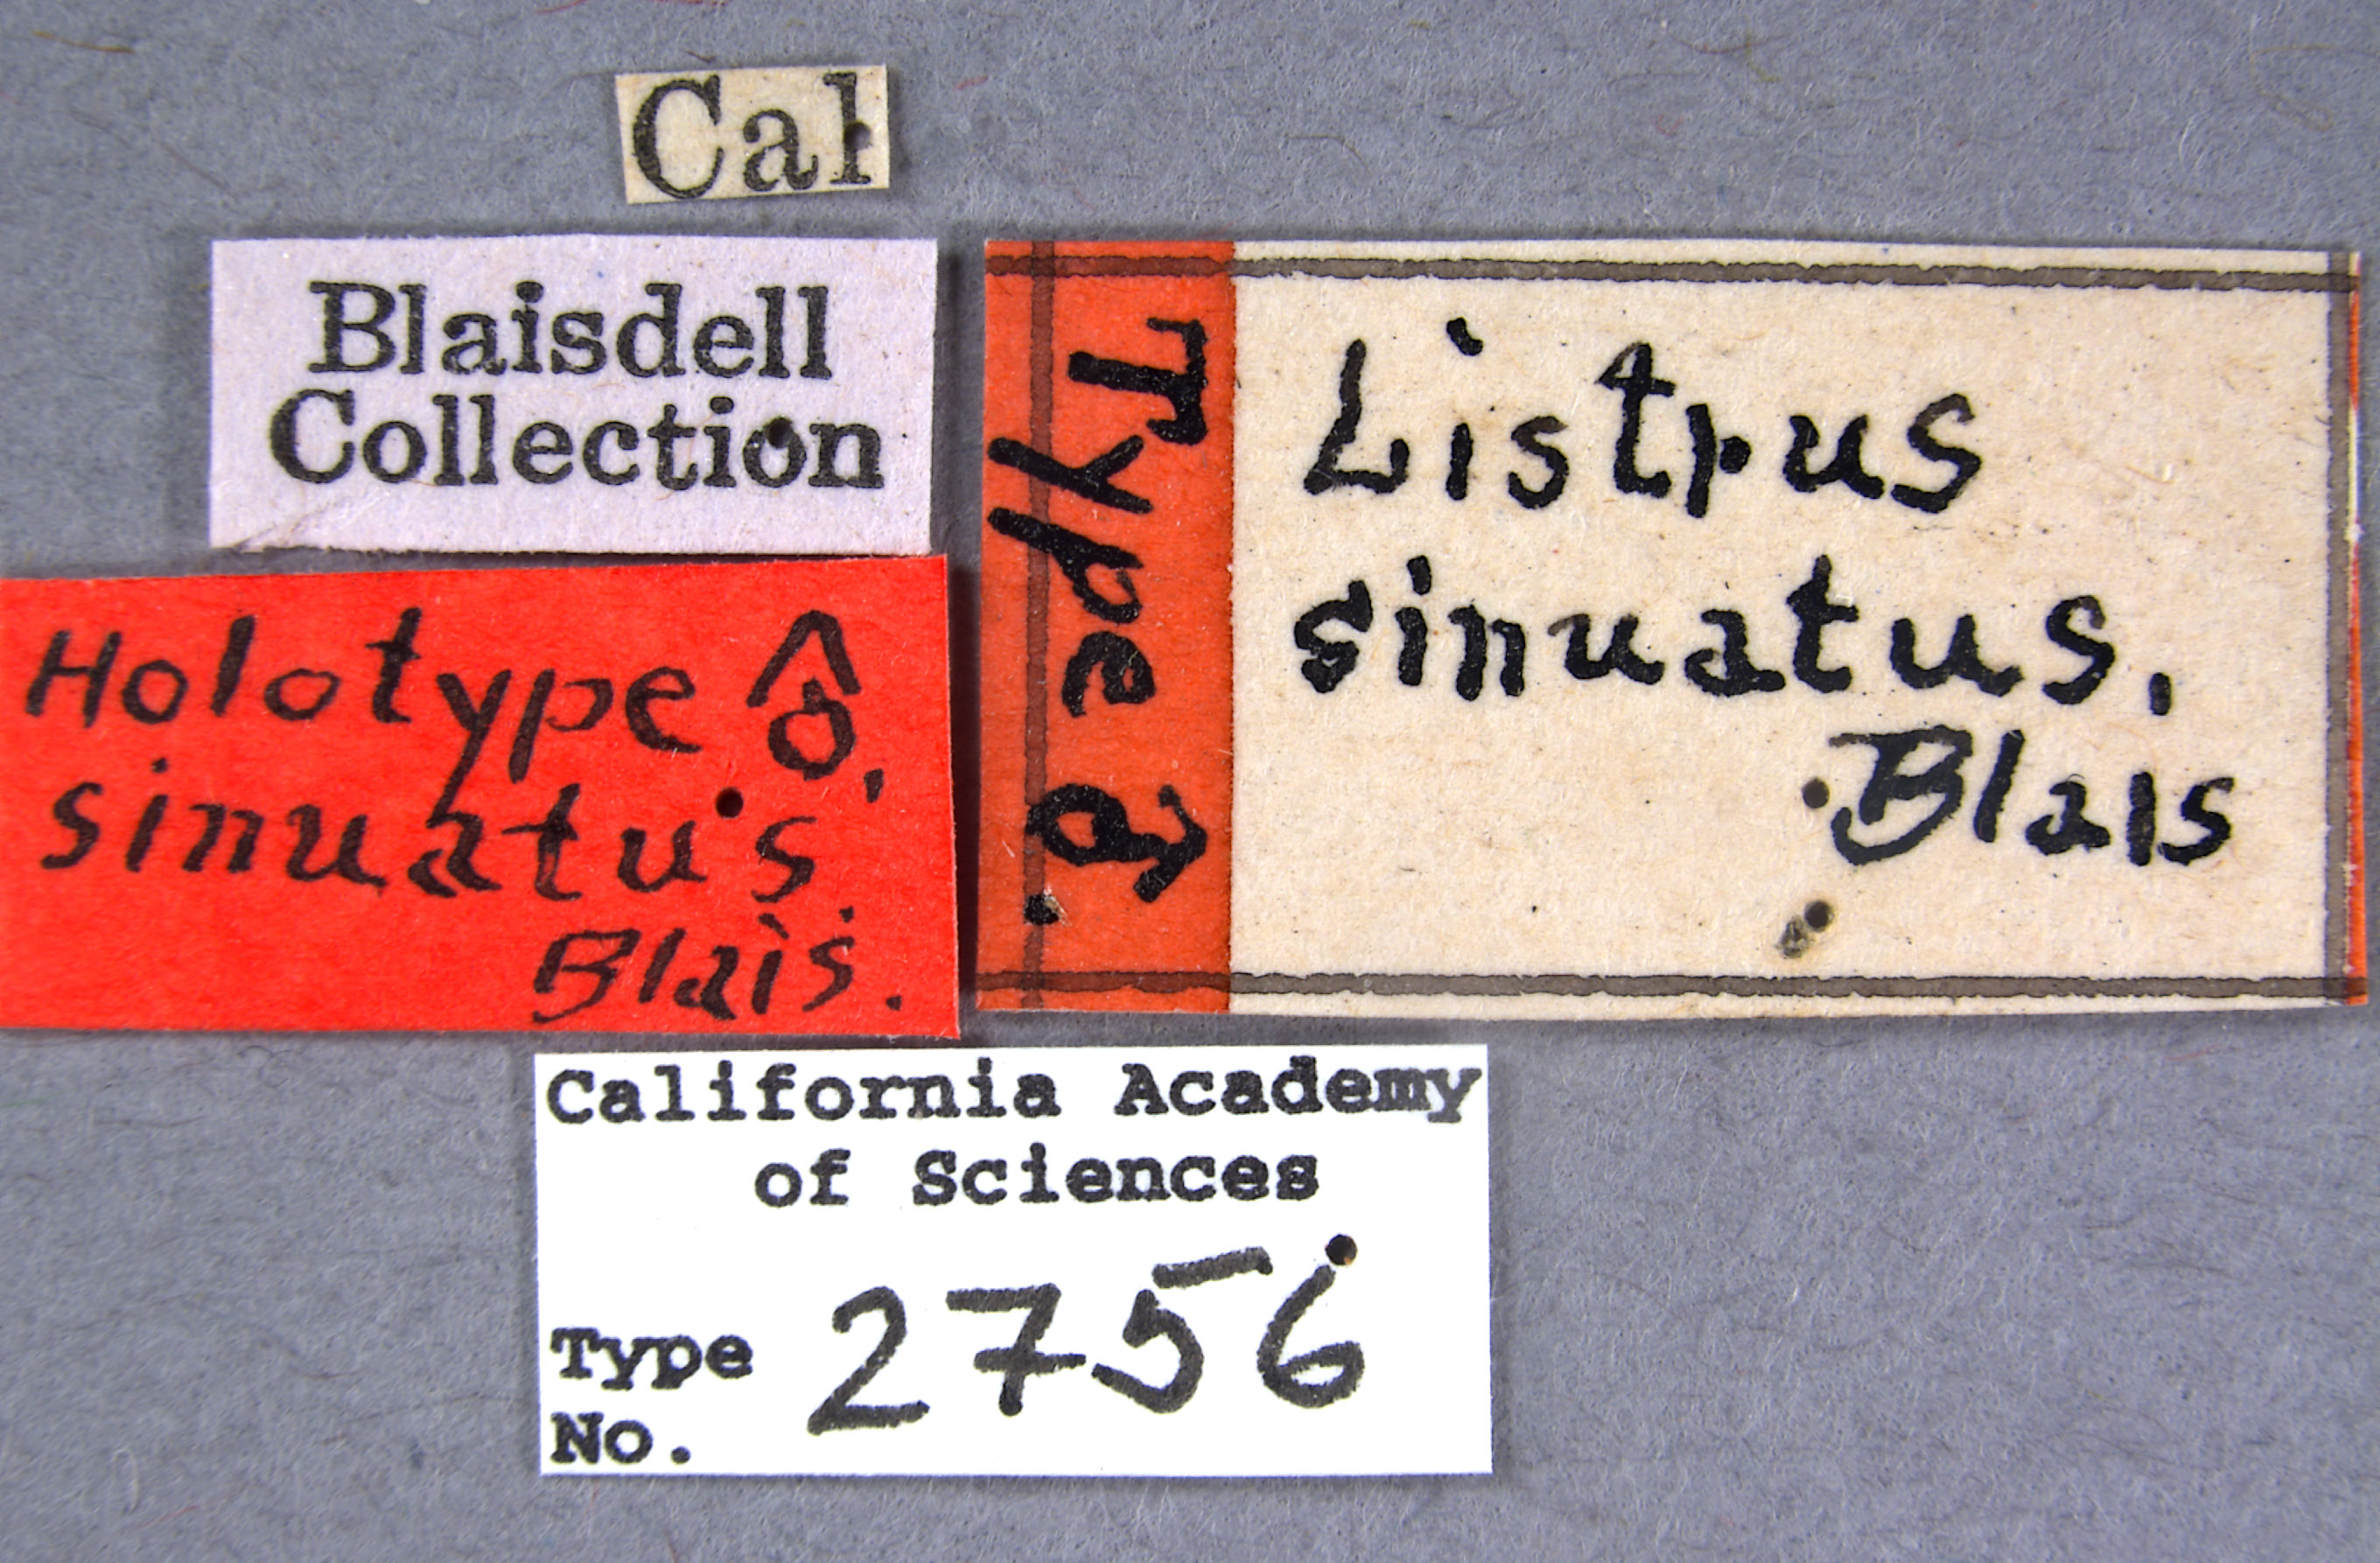 Cal
Blaisdell
Collection
Holotype ♂,
sinuatus.
Blais.
Type ♂.
Listrus
sinuatus,
Blais
California Academy
of Sciences
Type
No. 2756